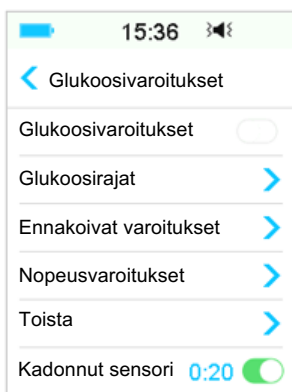 15:36
Glukoosivaroitukset
Glukoosivaroitukset
Glukoosirajat
Ennakoivat varoitukset
Nopeusvaroitukset
Toista
Kadonnut sensori 0:20